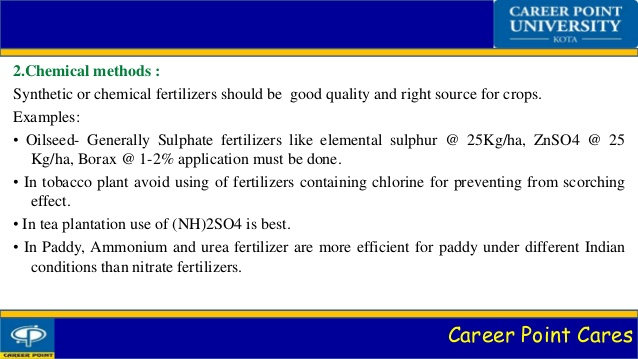 CAREER POINT
UNIVERSITY
KOTA
2.Chemical methods :
Synthetic or chemical fertilizers should be good quality and right source for crops.
Examples:
• Oilseed- Generally Sulphate fertilizers like elemental sulphur @ 25Kg/ha, ZnSO4 @ 25
Kg/ha, Borax @ 1-2% application must be done.
• In tobacco plant avoid using of fertilizers containing chlorine for preventing from scorching
effect.
• In tea plantation use of (NH)2SO4 is best.
• In Paddy, Ammonium and urea fertilizer are more efficient for paddy under different Indian
conditions than nitrate fertilizers.
CAREER POINT
Career Point Cares